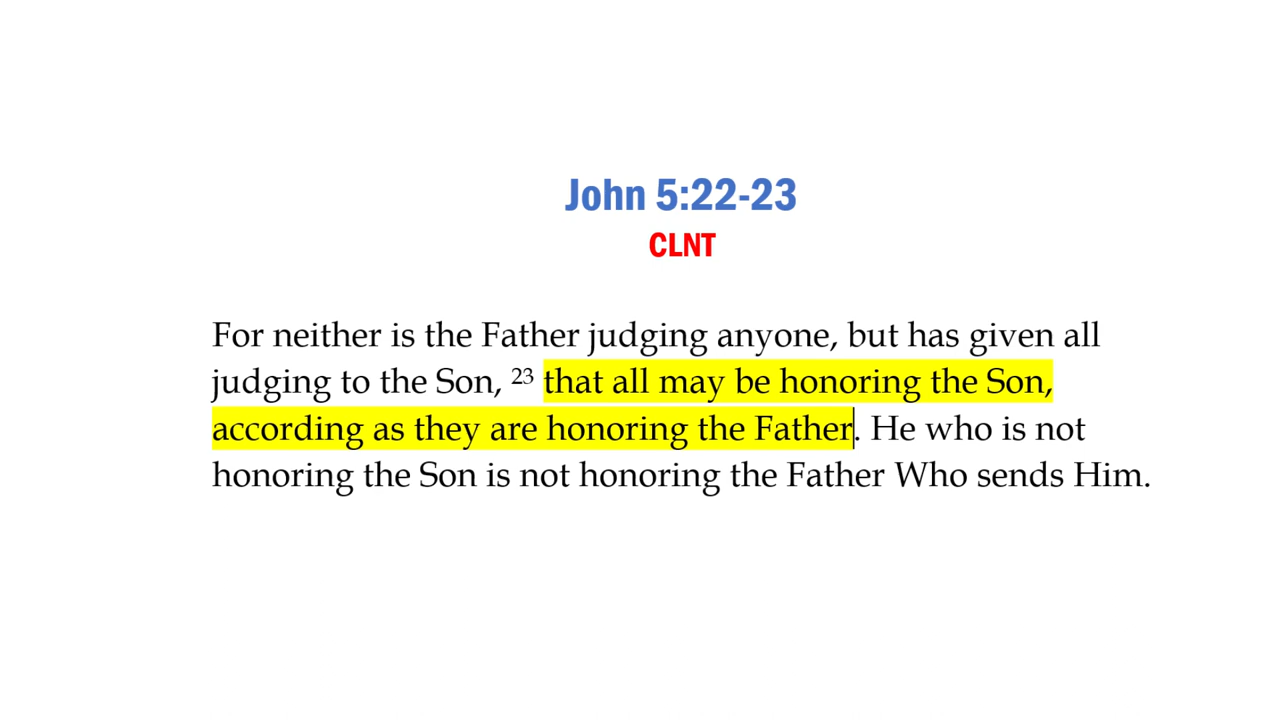 John 5:22-23
CLNT
For neither is the Father judging anyone, but has given all
judging to the Son, 23 that all may be honoring the Son,
according as they are honoring the Father. He who is not
honoring the Son is not honoring the Father Who sends Him.